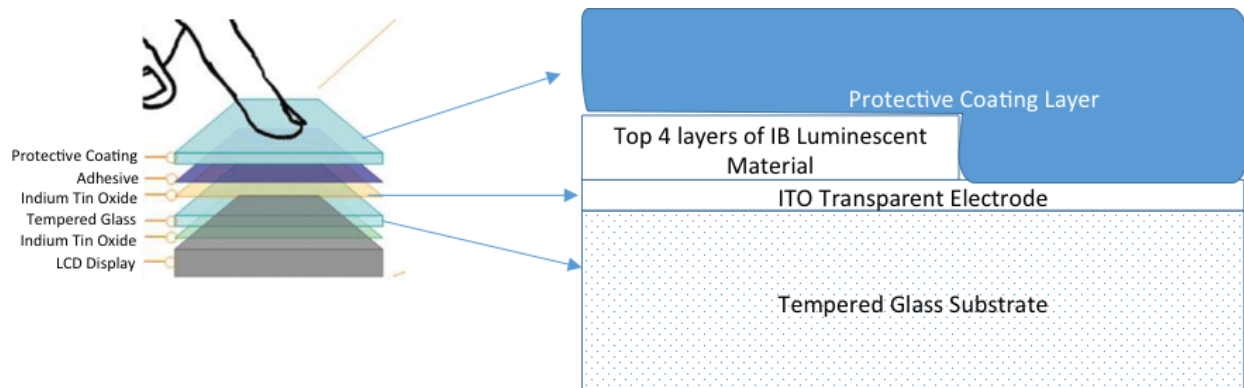 Protective Coating
Adhesive
Indium Tin Oxide
Tempered Glass
Indium Tin Oxide
LCD Display
Protective Coating Layer
Top 4 layers of IB Luminescent
Material
ITO Transparent Electrode
Tempered Glass Substrate